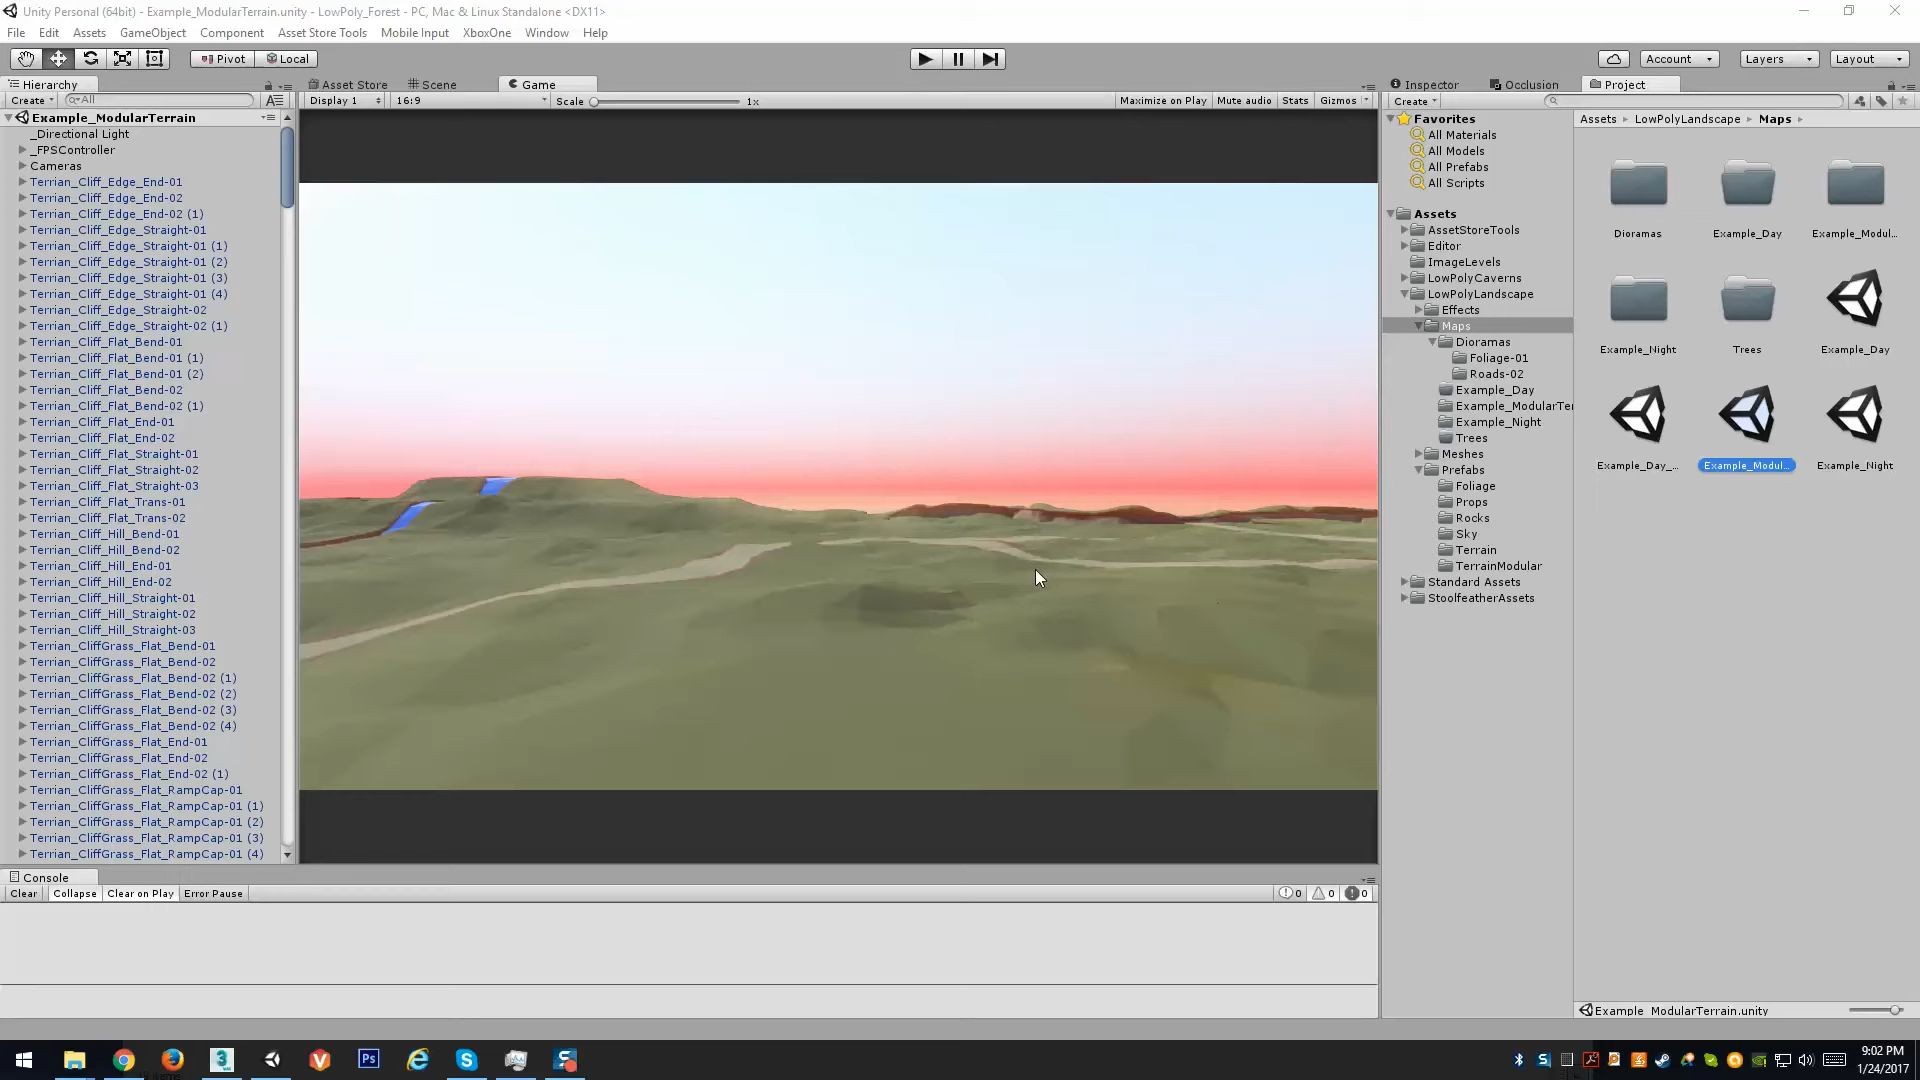 Unity Personal (64bit) - Example_ModularTerrain.unity - LowPoly_Forest - PC, Mac & Linux Standalone <DX11>
File Edit Assets GameObject Component Asset Store Tools Mobile Input XboxOne Window Help
Pivot Local Account Layers Layout
Hierarchy Asset Store Scene Game Inspector Occlusion Project
Create All Display 1 16:9 Scale 1x Maximize on Play Mute audio Stats Gizmos Create
Example_ModularTerrain
_Directional Light
_FPSController
Cameras
Terrian_Cliff_Edge_End-01
Terrian_Cliff_Edge_End-02
Terrian_Cliff_Edge_End-02 (1)
Terrian_Cliff_Edge_Straight-01
Terrian_Cliff_Edge_Straight-01 (1)
Terrian_Cliff_Edge_Straight-01 (2)
Terrian_Cliff_Edge_Straight-01 (3)
Terrian_Cliff_Edge_Straight-01 (4)
Terrian_Cliff_Edge_Straight-02
Terrian_Cliff_Edge_Straight-02 (1)
Terrian_Cliff_Flat_Bend-01
Terrian_Cliff_Flat_Bend-01 (1)
Terrian_Cliff_Flat_Bend-01 (2)
Terrian_Cliff_Flat_Bend-02
Terrian_Cliff_Flat_Bend-02 (1)
Terrian_Cliff_Flat_End-01
Terrian_Cliff_Flat_End-02
Terrian_Cliff_Flat_Straight-01
Terrian_Cliff_Flat_Straight-02
Terrian_Cliff_Flat_Straight-03
Terrian_Cliff_Flat_Trans-01
Terrian_Cliff_Flat_Trans-02
Terrian_Cliff_Hill_Bend-01
Terrian_Cliff_Hill_Bend-02
Terrian_Cliff_Hill_End-01
Terrian_Cliff_Hill_End-02
Terrian_Cliff_Hill_Straight-01
Terrian_Cliff_Hill_Straight-02
Terrian_Cliff_Hill_Straight-03
Terrian_CliffGrass_Flat_Bend-01
Terrian_CliffGrass_Flat_Bend-02
Terrian_CliffGrass_Flat_Bend-02 (1)
Terrian_CliffGrass_Flat_Bend-02 (2)
Terrian_CliffGrass_Flat_Bend-02 (3)
Terrian_CliffGrass_Flat_Bend-02 (4)
Terrian_CliffGrass_Flat_End-01
Terrian_CliffGrass_Flat_End-02
Terrian_CliffGrass_Flat_End-02 (1)
Terrian_CliffGrass_Flat_RampCap-01
Terrian_CliffGrass_Flat_RampCap-01 (1)
Terrian_CliffGrass_Flat_RampCap-01 (2)
Terrian_CliffGrass_Flat_RampCap-01 (3)
Terrian_CliffGrass_Flat_RampCap-01 (4)
Favorites
All Materials
All Models
All Prefabs
All Scripts
Assets
AssetStoreTools
Editor
ImageLevels
LowPolyCaverns
LowPolyLandscape
Effects
Maps
Dioramas
Foliage-01
Roads-02
Example_Day
Example_ModularTer
Example_Night
Trees
Meshes
Prefabs
Foliage
Props
Rocks
Sky
Terrain
TerrainModular
Standard Assets
StoolfeatherAssets
Assets LowPolyLandscape Maps
Dioramas Example_Day Example_Modul...
Example_Night Trees Example_Day
Example_Day_... Example_Modul... Example_Night
Console
Clear Collapse Clear on Play Error Pause 0 0 0
Example_ModularTerrain.unity
Ps
9:02 PM
1/24/2017